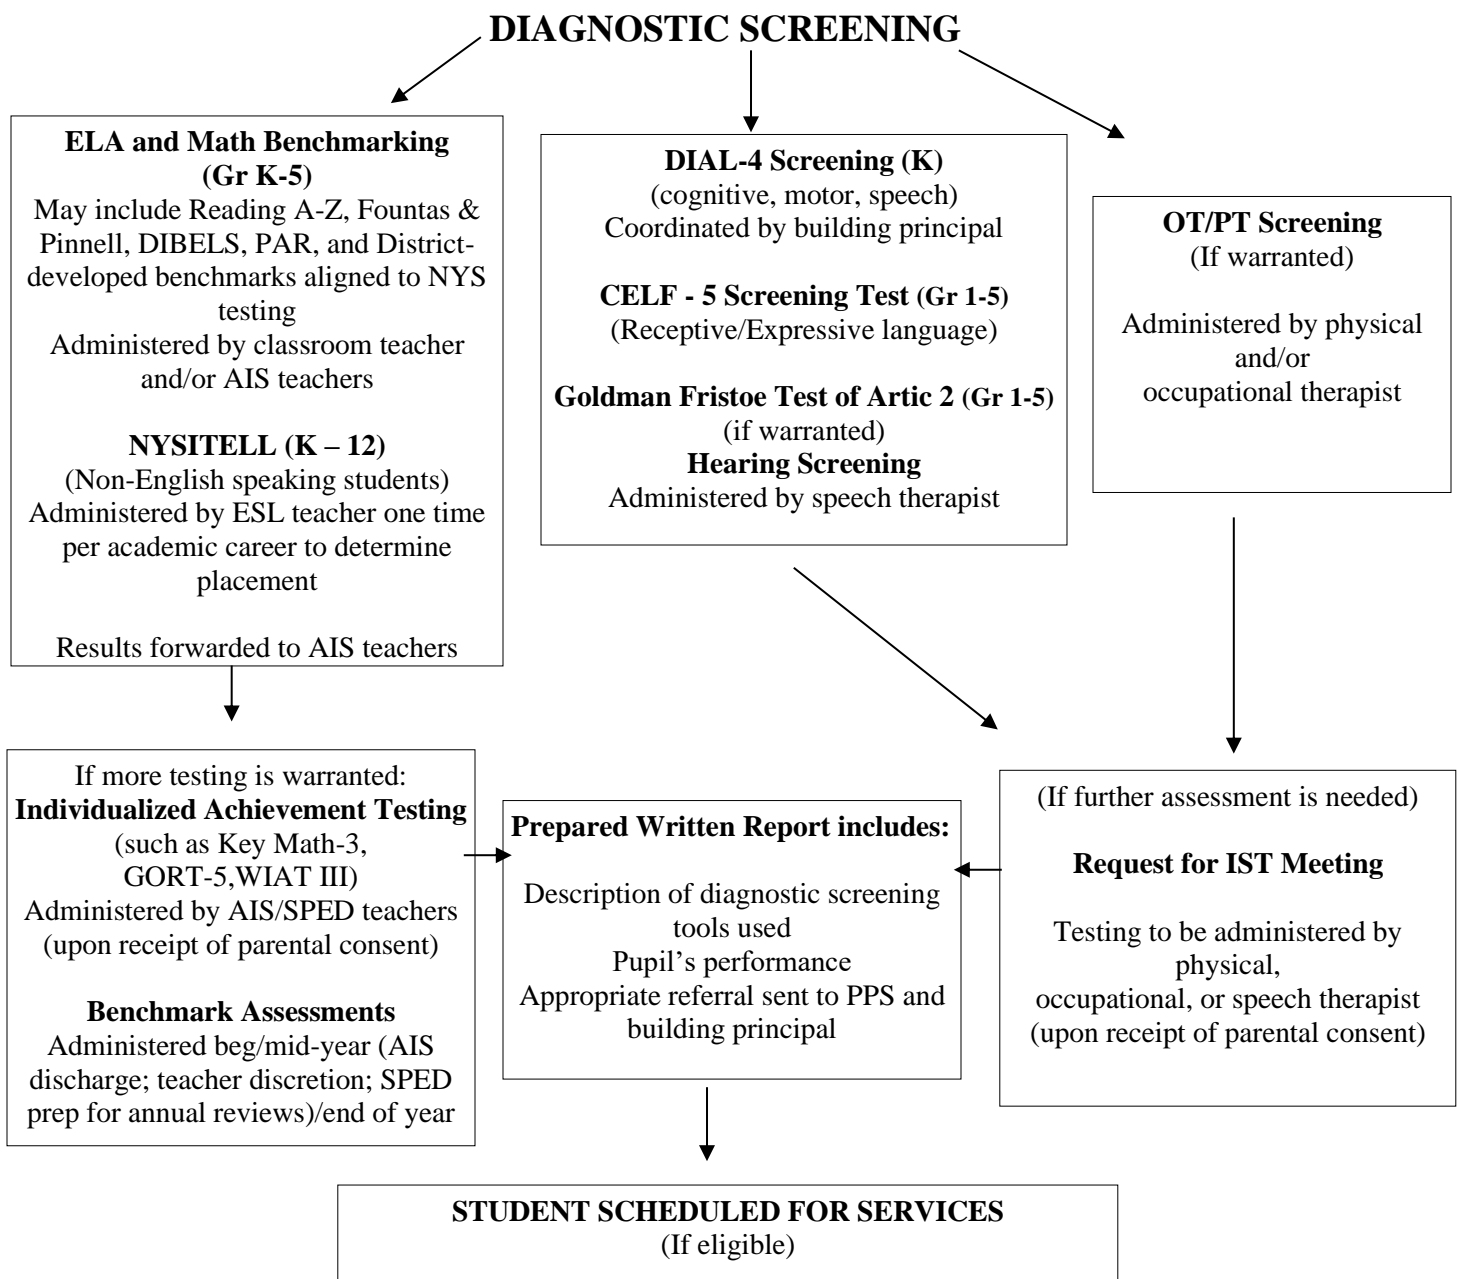 DIAGNOSTIC SCREENING
ELA and Math Benchmarking
(Gr K-5)
May include Reading A-Z, Fountas &
Pinnell, DIBELS, PAR, and District-
developed benchmarks aligned to NYS
testing
Administered by classroom teacher
and/or AIS teachers
NYSITELL (K – 12)
(Non-English speaking students)
Administered by ESL teacher one time
per academic career to determine
placement
Results forwarded to AIS teachers
DIAL-4 Screening (K)
(cognitive, motor, speech)
Coordinated by building principal
CELF - 5 Screening Test (Gr 1-5)
(Receptive/Expressive language)
Goldman Fristoe Test of Artic 2 (Gr 1-5)
(if warranted)
Hearing Screening
Administered by speech therapist
OT/PT Screening
(If warranted)
Administered by physical
and/or
occupational therapist
If more testing is warranted:
Individualized Achievement Testing
(such as Key Math-3,
GORT-5,WIAT III)
Administered by AIS/SPED teachers
(upon receipt of parental consent)
Benchmark Assessments
Administered beg/mid-year (AIS
discharge; teacher discretion; SPED
prep for annual reviews)/end of year
Prepared Written Report includes:
Description of diagnostic screening
tools used
Pupil's performance
Appropriate referral sent to PPS and
building principal
(If further assessment is needed)
Request for IST Meeting
Testing to be administered by
physical,
occupational, or speech therapist
(upon receipt of parental consent)
STUDENT SCHEDULED FOR SERVICES
(If eligible)